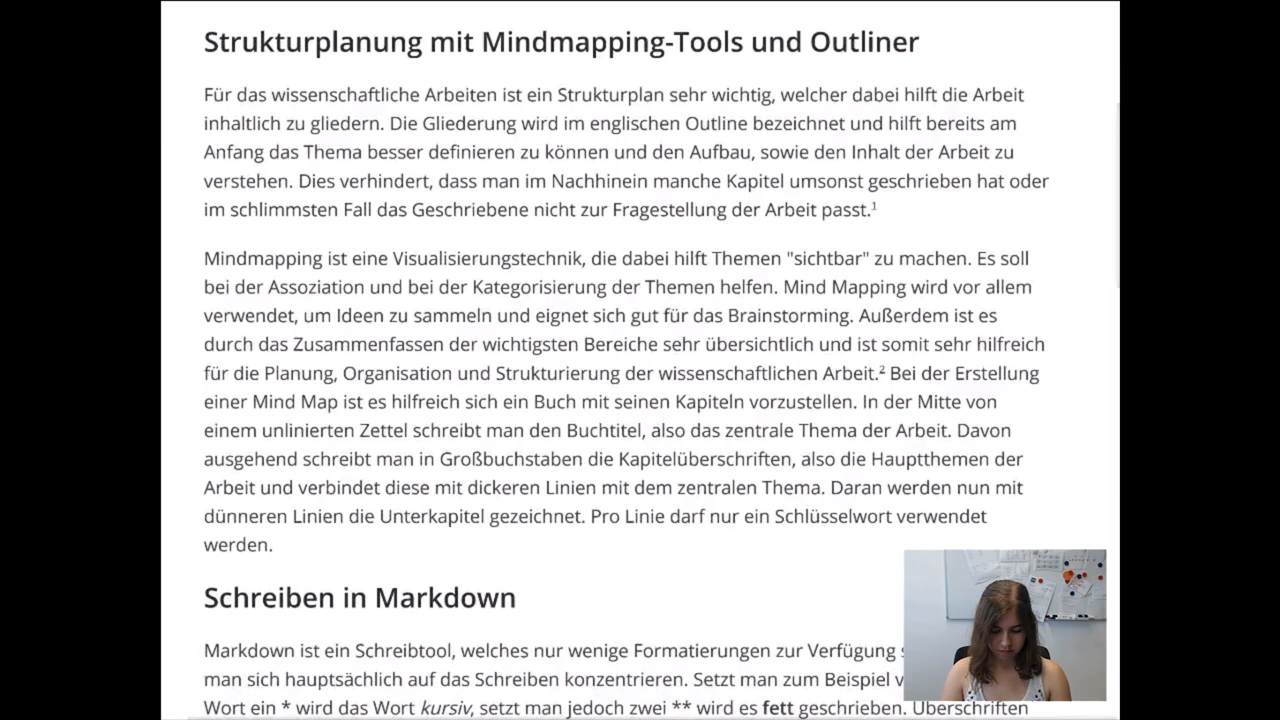 Strukturplanung mit Mindmapping-Tools und Outliner
Für das wissenschaftliche Arbeiten ist ein Strukturplan sehr wichtig, welcher dabei hilft die Arbeit
inhaltlich zu gliedern. Die Gliederung wird im englischen Outline bezeichnet und hilft bereits am
Anfang das Thema besser definieren zu können und den Aufbau, sowie den Inhalt der Arbeit zu
verstehen. Dies verhindert, dass man im Nachhinein manche Kapitel umsonst geschrieben hat oder
im schlimmsten Fall das Geschriebene nicht zur Fragestellung der Arbeit passt.¹
Mindmapping ist eine Visualisierungstechnik, die dabei hilft Themen "sichtbar" zu machen. Es soll
bei der Assoziation und bei der Kategorisierung der Themen helfen. Mind Mapping wird vor allem
verwendet, um Ideen zu sammeln und eignet sich gut für das Brainstorming. Außerdem ist es
durch das Zusammenfassen der wichtigsten Bereiche sehr übersichtlich und ist somit sehr hilfreich
für die Planung, Organisation und Strukturierung der wissenschaftlichen Arbeit.² Bei der Erstellung
einer Mind Map ist es hilfreich sich ein Buch mit seinen Kapiteln vorzustellen. In der Mitte von
einem unlinierten Zettel schreibt man den Buchtitel, also das zentrale Thema der Arbeit. Davon
ausgehend schreibt man in Großbuchstaben die Kapitelüberschriften, also die Hauptthemen der
Arbeit und verbindet diese mit dickeren Linien mit dem zentralen Thema. Daran werden nun mit
dünneren Linien die Unterkapitel gezeichnet. Pro Linie darf nur ein Schlüsselwort verwendet
werden.
Schreiben in Markdown
Markdown ist ein Schreibtool, welches nur wenige Formatierungen zur Verfügung
man sich hauptsächlich auf das Schreiben konzentrieren. Setzt man zum Beispiel
Wort ein * wird das Wort kursiv, setzt man jedoch zwei ** wird es fett geschrieben. Überschriften